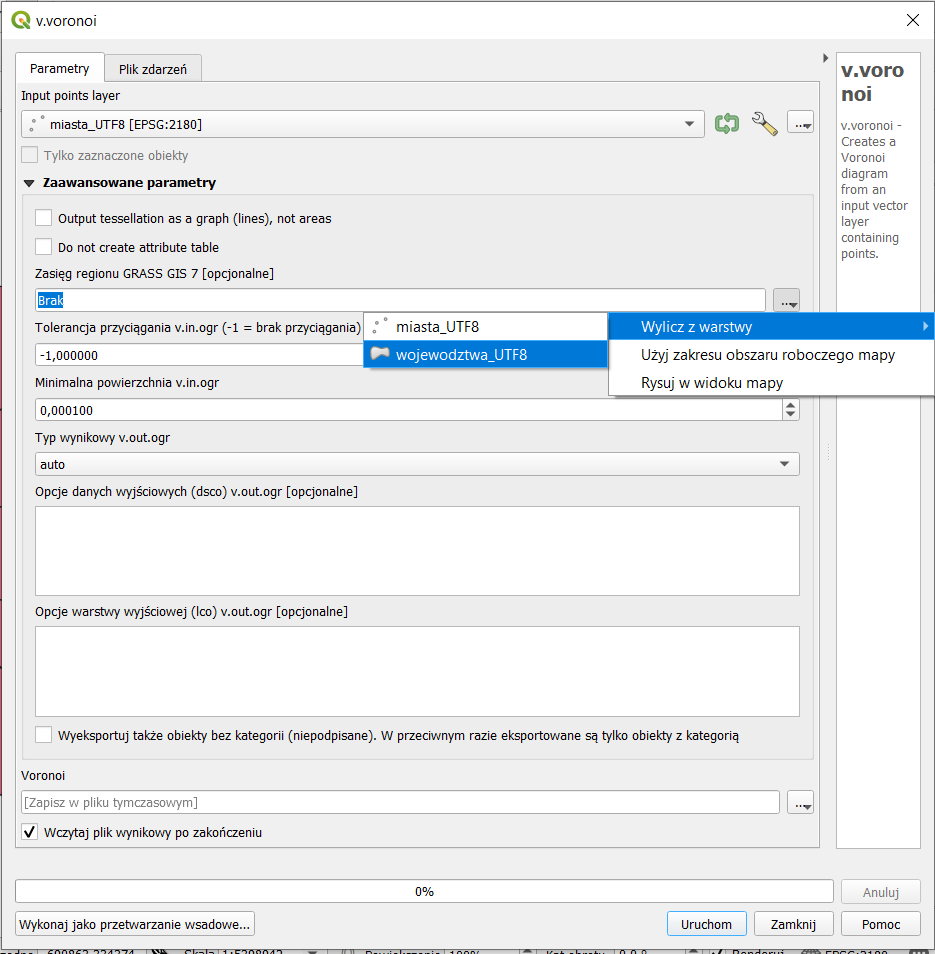 v.voronoi
Parametry
Plik zdarzeń
Input points layer
miasta_UTF8 [EPSG:2180]
...
Tylko zaznaczone obiekty
Zaawansowane parametry
Output tessellation as a graph (lines), not areas
Do not create attribute table
Zasięg regionu GRASS GIS 7 [opcjonalne]
Brak
...
Tolerancja przyciągania v.in.ogr (-1 = brak przyciągania)
miasta_UTF8
Wylicz z warstwy
-1,000000
wojewodztwa_UTF8
Użyj zakresu obszaru roboczego mapy
Minimalna powierzchnia v.in.ogr
Rysuj w widoku mapy
0,000100
Typ wynikowy v.out.ogr
auto
Opcje danych wyjściowych (dsco) v.out.ogr [opcjonalne]
Opcje warstwy wyjściowej (lco) v.out.ogr [opcjonalne]
Wyeksportuj także obiekty bez kategorii (niepodpisane). W przeciwnym razie eksportowane są tylko obiekty z kategorią
Voronoi
[Zapisz w pliku tymczasowym]
...
Wczytaj plik wynikowy po zakończeniu
v.voro
noi
v.voronoi -
Creates a
Voronoi
diagram
from an
input vector
layer
containing
points.
0%
Anuluj
Wykonaj jako przetwarzanie wsadowe...
Uruchom
Zamknij
Pomoc